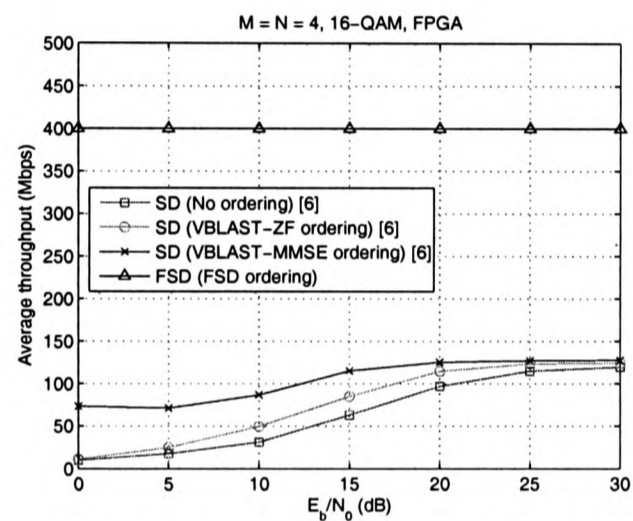 M = N = 4, 16-QAM, FPGA
500
450
400
350
300
250
200
150
100
50
0
Average throughput (Mbps)
SD (No ordering) [6]
SD (VBLAST-ZF ordering) [6]
SD (VBLAST-MMSE ordering) [6]
FSD (FSD ordering)
0 5 10 15 20 25 30
E_b/N_0 (dB)